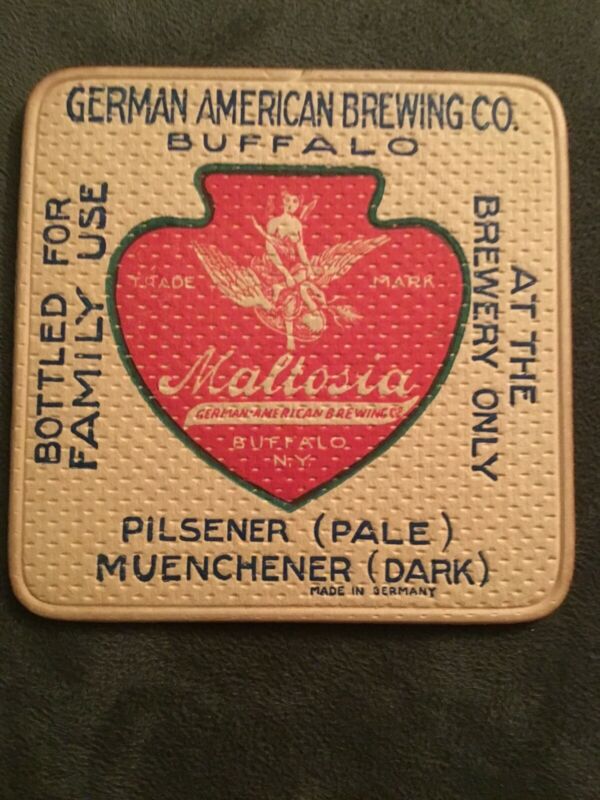 GERMAN AMERICAN BREWING CO.
BUFFALO
BOTTLED FOR
FAMILY USE
AT THE
BREWERY ONLY
TRADE MARK
Maltosia
GERMAN-AMERICAN BREWING CO
BUFFALO
N.Y.
PILSENER (PALE)
MUENCHENER (DARK)
MADE IN GERMANY